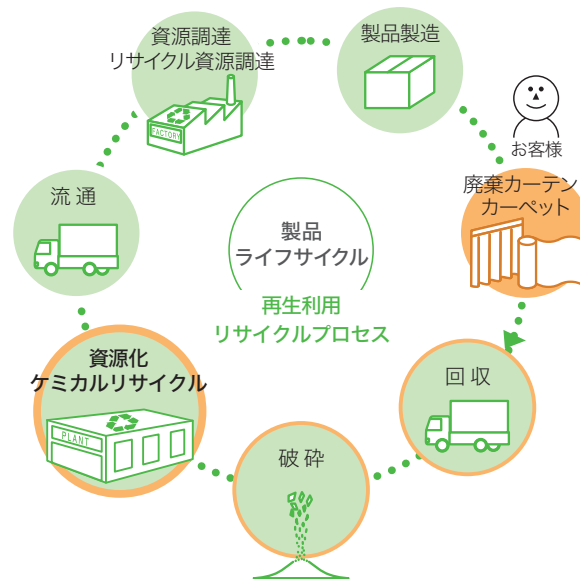 資源調達
リサイクル資源調達
FACTORY
製品製造
お客様
廃棄カーテン
カーペット
流通
製品
ライフサイクル
再生利用
リサイクルプロセス
資源化
ケミカルリサイクル
PLANT
回収
破砕